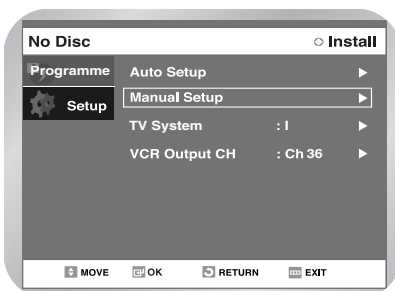 No Disc Install
Programme
Setup
Auto Setup
Manual Setup
TV System : I
VCR Output CH : Ch 36
MOVE OK RETURN EXIT